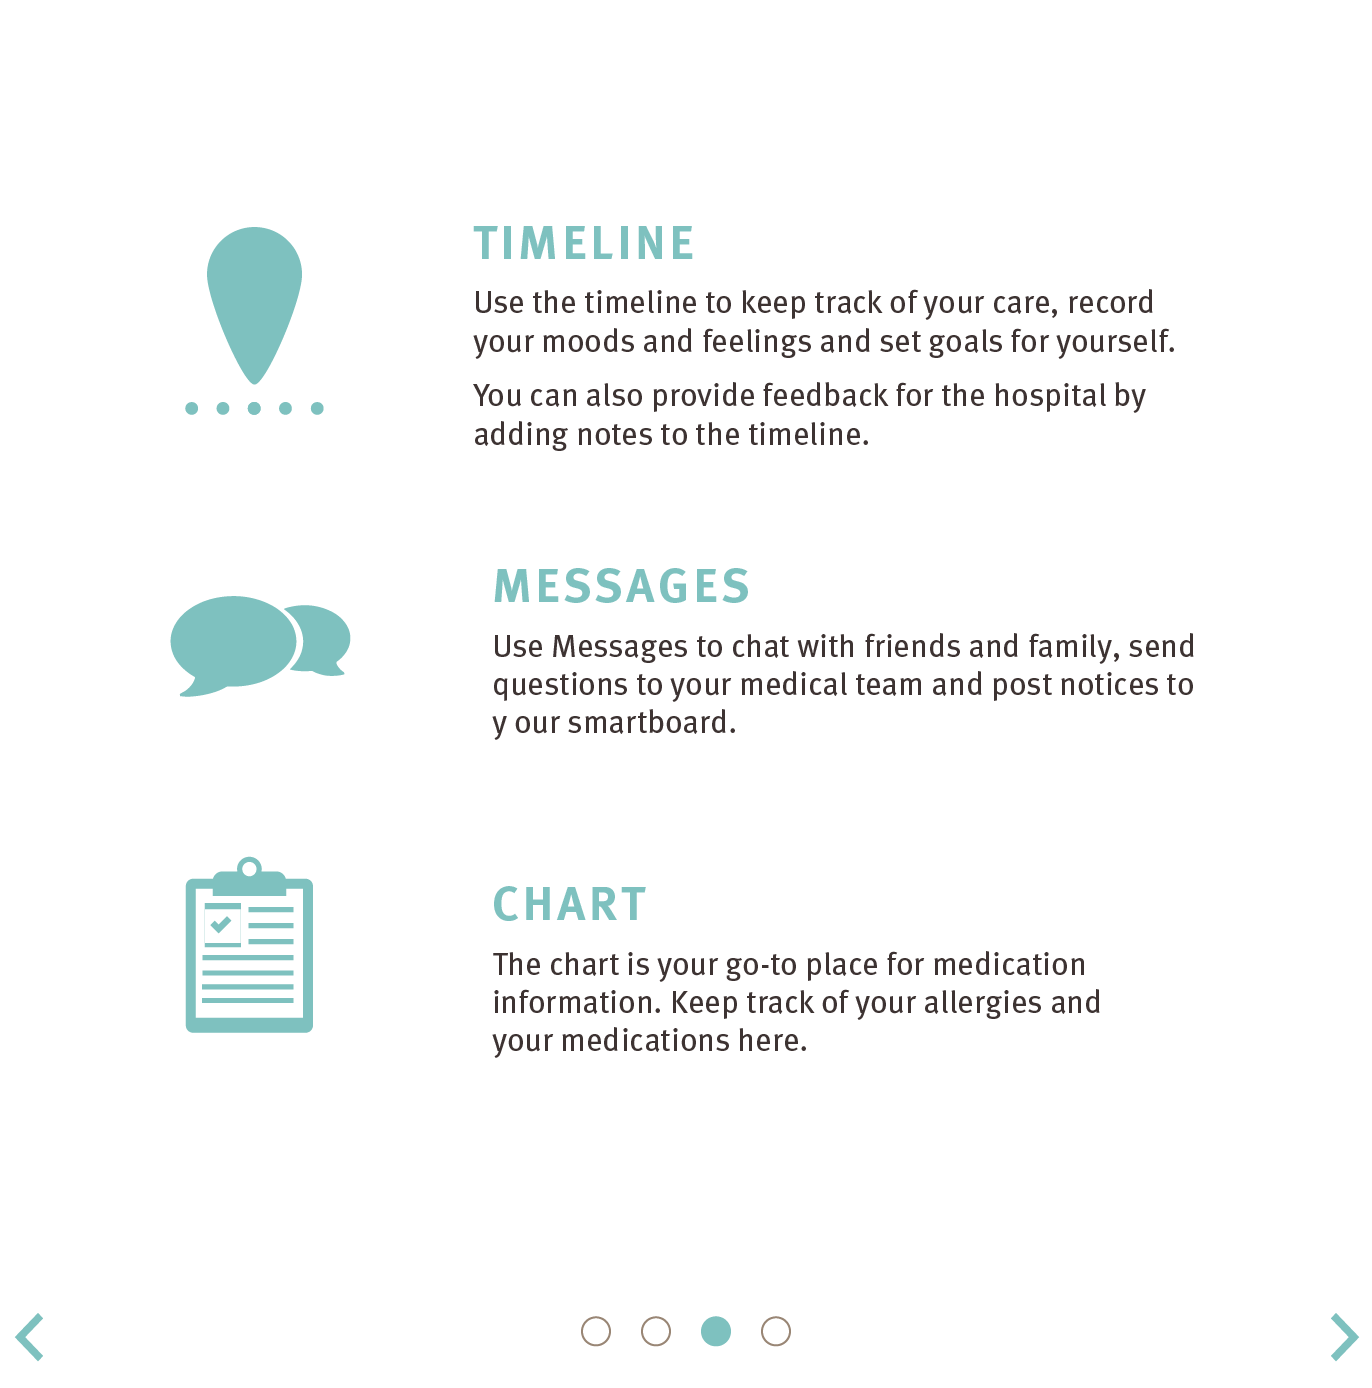 TIMELINE
Use the timeline to keep track of your care, record
your moods and feelings and set goals for yourself.
You can also provide feedback for the hospital by
adding notes to the timeline.
MESSAGES
Use Messages to chat with friends and family, send
questions to your medical team and post notices to
y our smartboard.
CHART
The chart is your go-to place for medication
information. Keep track of your allergies and
your medications here.